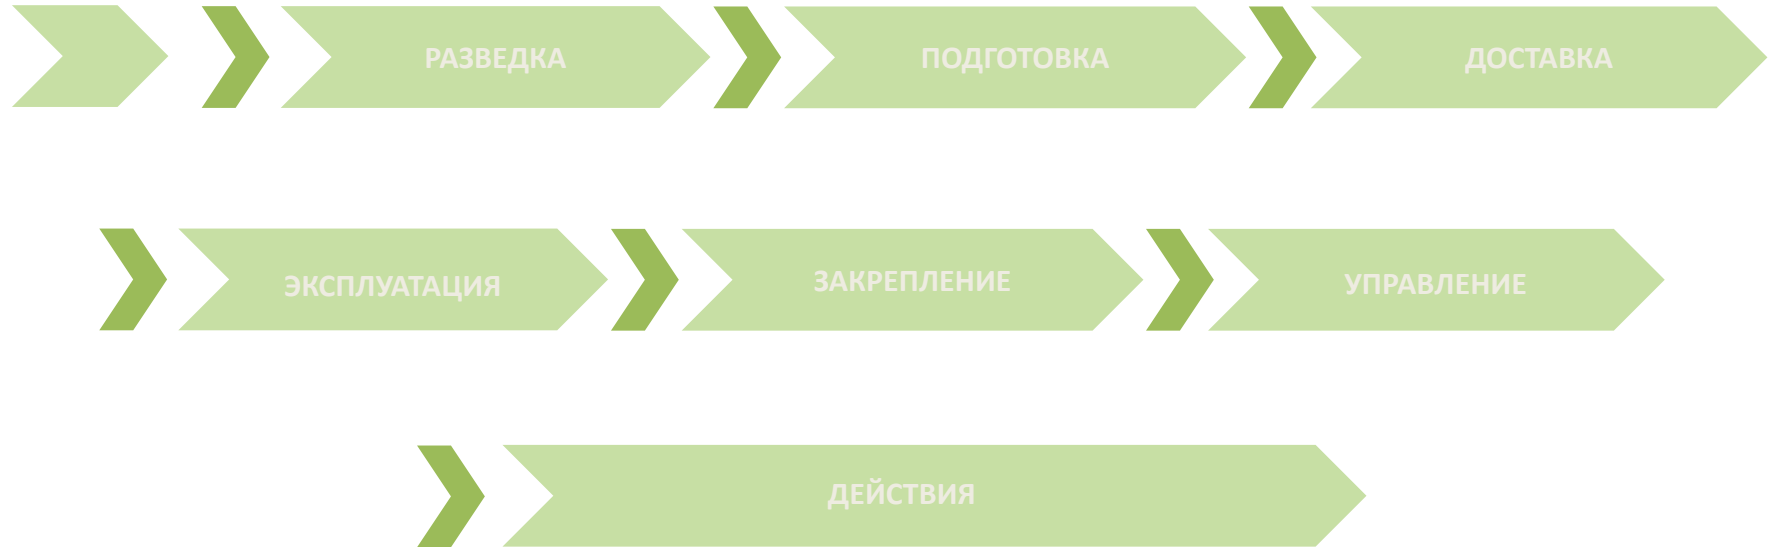 РАЗВЕДКА
ПОДГОТОВКА
ДОСТАВКА
ЭКСПЛУАТАЦИЯ
ЗАКРЕПЛЕНИЕ
УПРАВЛЕНИЕ
ДЕЙСТВИЯ